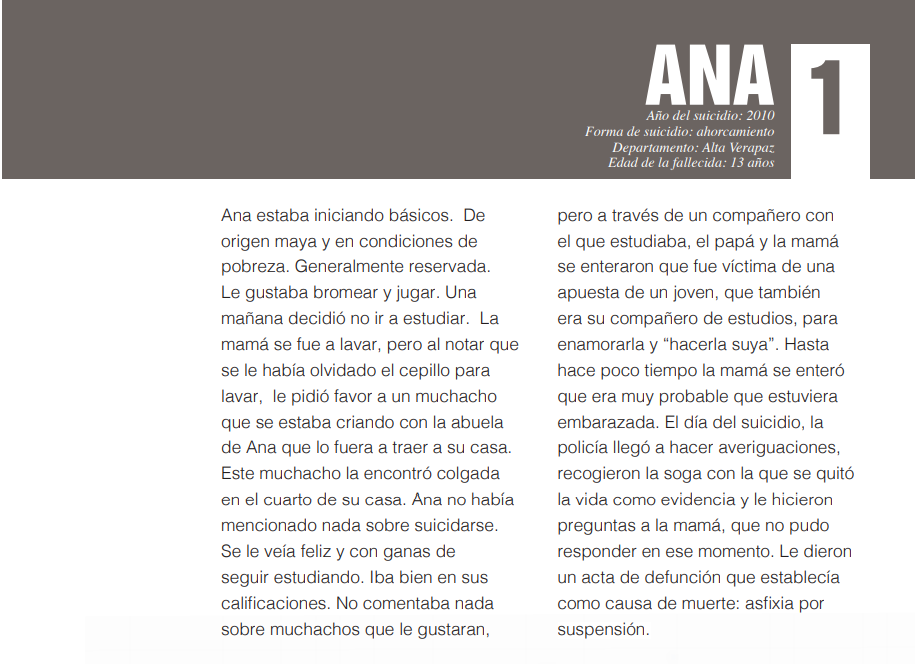 ANA 1
Año del suicidio: 2010
Forma de suicidio: ahorcamiento
Departamento: Alta Verapaz
Edad de la fallecida: 13 años
Ana estaba iniciando básicos.  De
origen maya y en condiciones de
pobreza. Generalmente reservada.
Le gustaba bromear y jugar. Una
mañana decidió no ir a estudiar.  La
mamá se fue a lavar, pero al notar que
se le había olvidado el cepillo para
lavar,  le pidió favor a un muchacho
que se estaba criando con la abuela
de Ana que lo fuera a traer a su casa.
Este muchacho la encontró colgada
en el cuarto de su casa. Ana no había
mencionado nada sobre suicidarse.
Se le veía feliz y con ganas de
seguir estudiando. Iba bien en sus
calificaciones. No comentaba nada
sobre muchachos que le gustaran,
pero a través de un compañero con
el que estudiaba, el papá y la mamá
se enteraron que fue víctima de una
apuesta de un joven, que también
era su compañero de estudios, para
enamorarla y “hacerla suya”. Hasta
hace poco tiempo la mamá se enteró
que era muy probable que estuviera
embarazada. El día del suicidio, la
policía llegó a hacer averiguaciones,
recogieron la soga con la que se quitó
la vida como evidencia y le hicieron
preguntas a la mamá, que no pudo
responder en ese momento. Le dieron
un acta de defunción que establecía
como causa de muerte: asfixia por
suspensión.